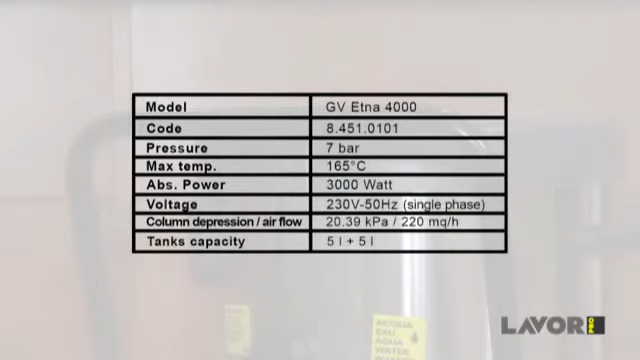 Model GV Etna 4000
Code 8.451.0101
Pressure 7 bar
Max temp. 165°C
Abs. Power 3000 Watt
Voltage 230V-50Hz (single phase)
Column depression / air flow 20.39 kPa / 220 mq/h
Tanks capacity 5 l + 5 l
ACQUA
EAU
AGUA
WATER
LAVOR PRO